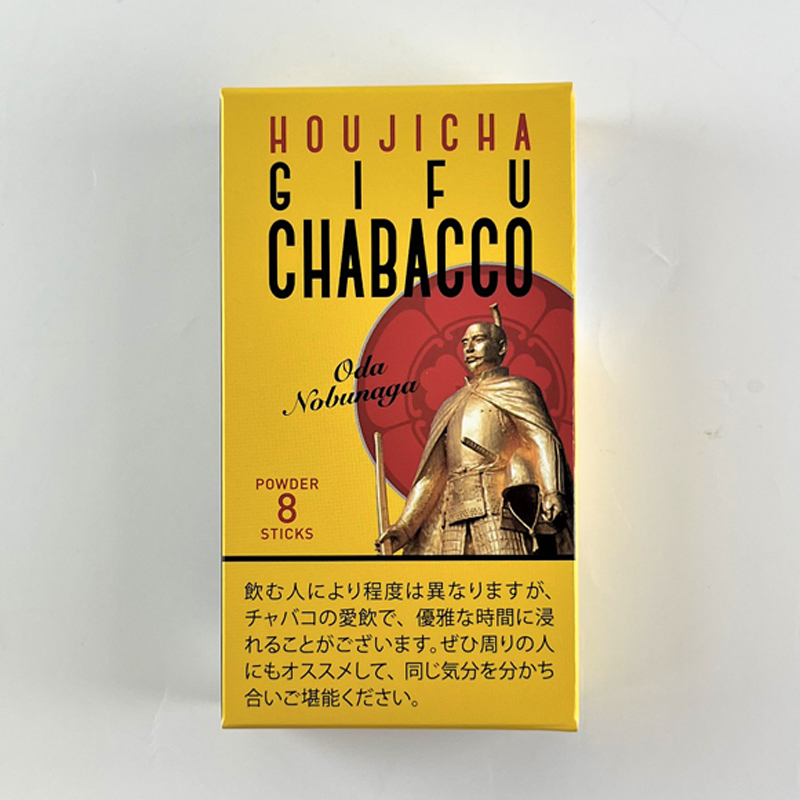 HOUJICHA
GIFU
CHABACCO
Oda
Nobunaga
POWDER
8
STICKS
飲む人により程度は異なりますが、
チャバコの愛飲で、優雅な時間に浸
れることがございます。ぜひ周りの人
にもオススメして、同じ気分を分かち
合いご堪能ください。